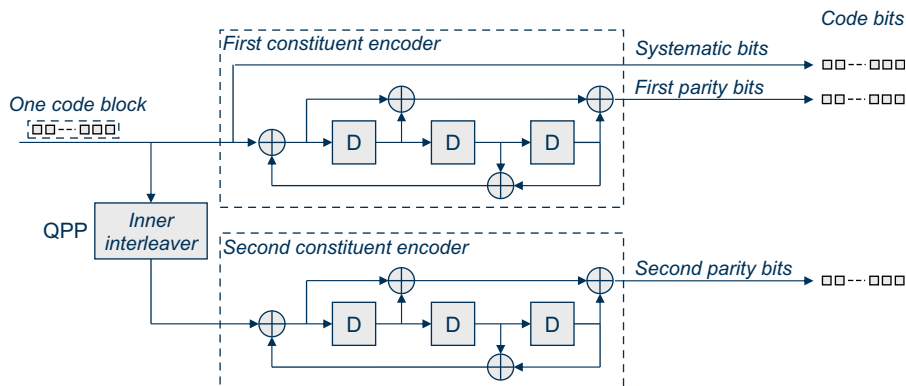 Code bits
First constituent encoder
Systematic bits
First parity bits
One code block
D
D
D
QPP
Inner
interleaver
Second constituent encoder
Second parity bits
D
D
D